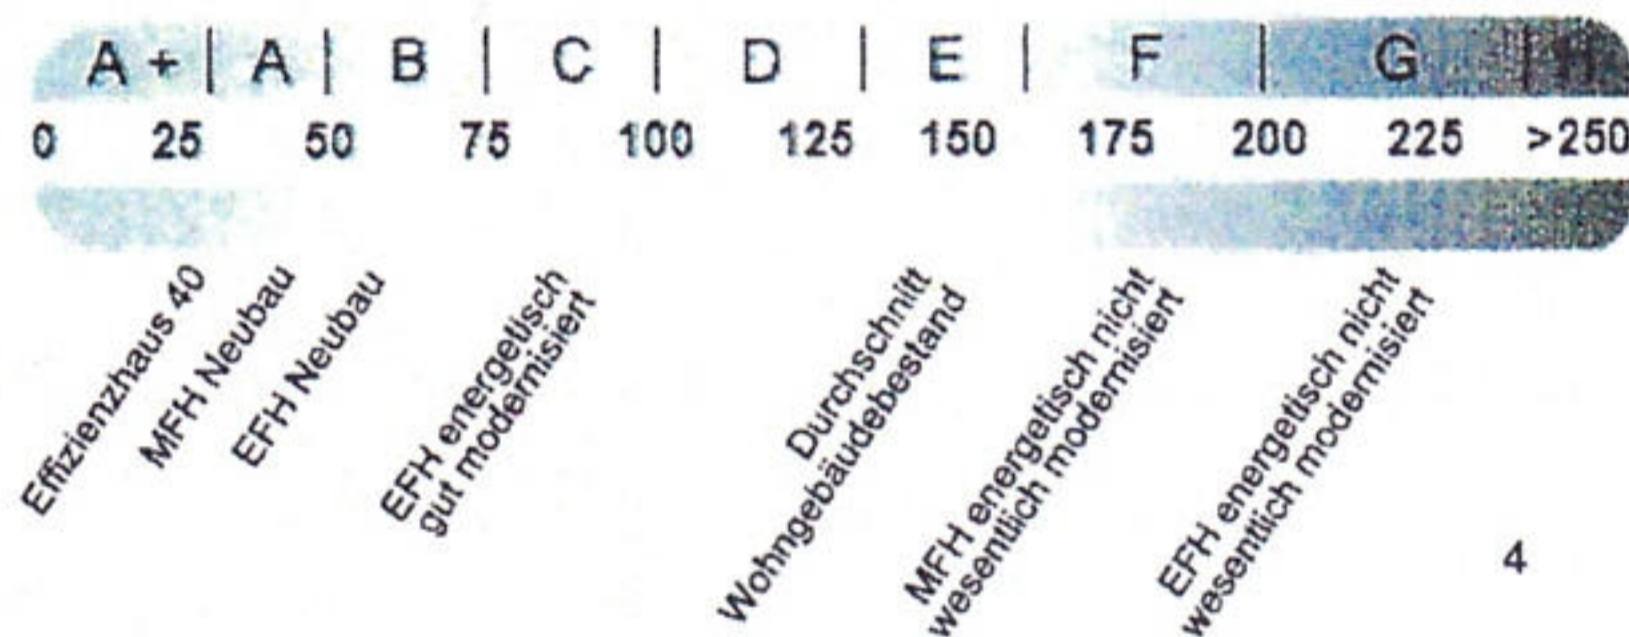 A + | A | B | C | D | E | F | G | H
0 25 50 75 100 125 150 175 200 225 >250
Effizienzhaus 40
MFH Neubau
EFH Neubau
EFH energetisch
gut modernisiert
Durchschnitt
Wohngebäudebestand
MFH energetisch nicht
wesentlich modernisiert
EFH energetisch nicht
wesentlich modernisiert
4